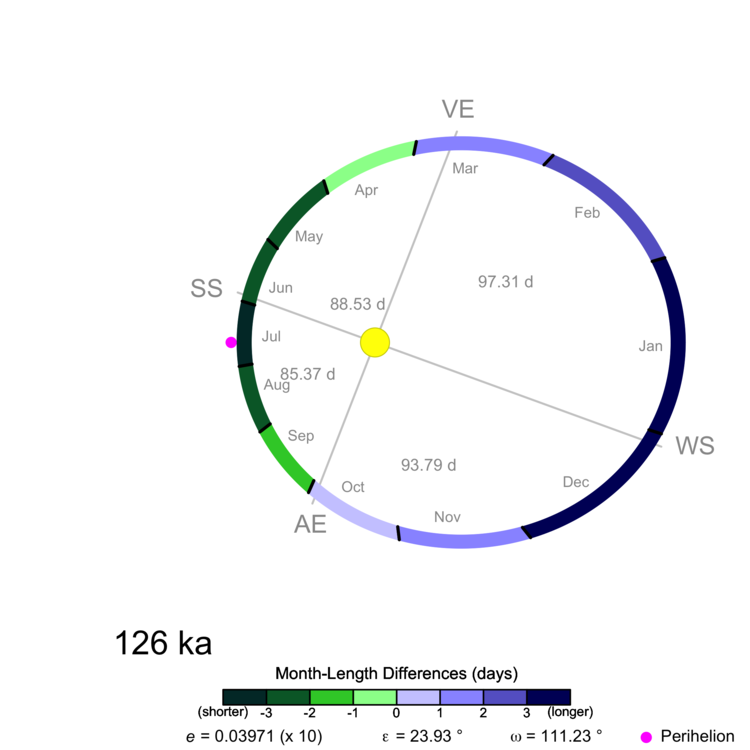 VE
Mar
Apr
Feb
May
97.31 d
Jun
SS
88.53 d
Jul
Jan
85.37 d
Aug
Sep
WS
93.79 d
Dec
Oct
Nov
AE
126 ka
Month-Length Differences (days)
(shorter) -3 -2 -1 0 1 2 3 (longer)
e = 0.03971 (x 10) ε = 23.93 ° ω = 111.23 ° Perihelion